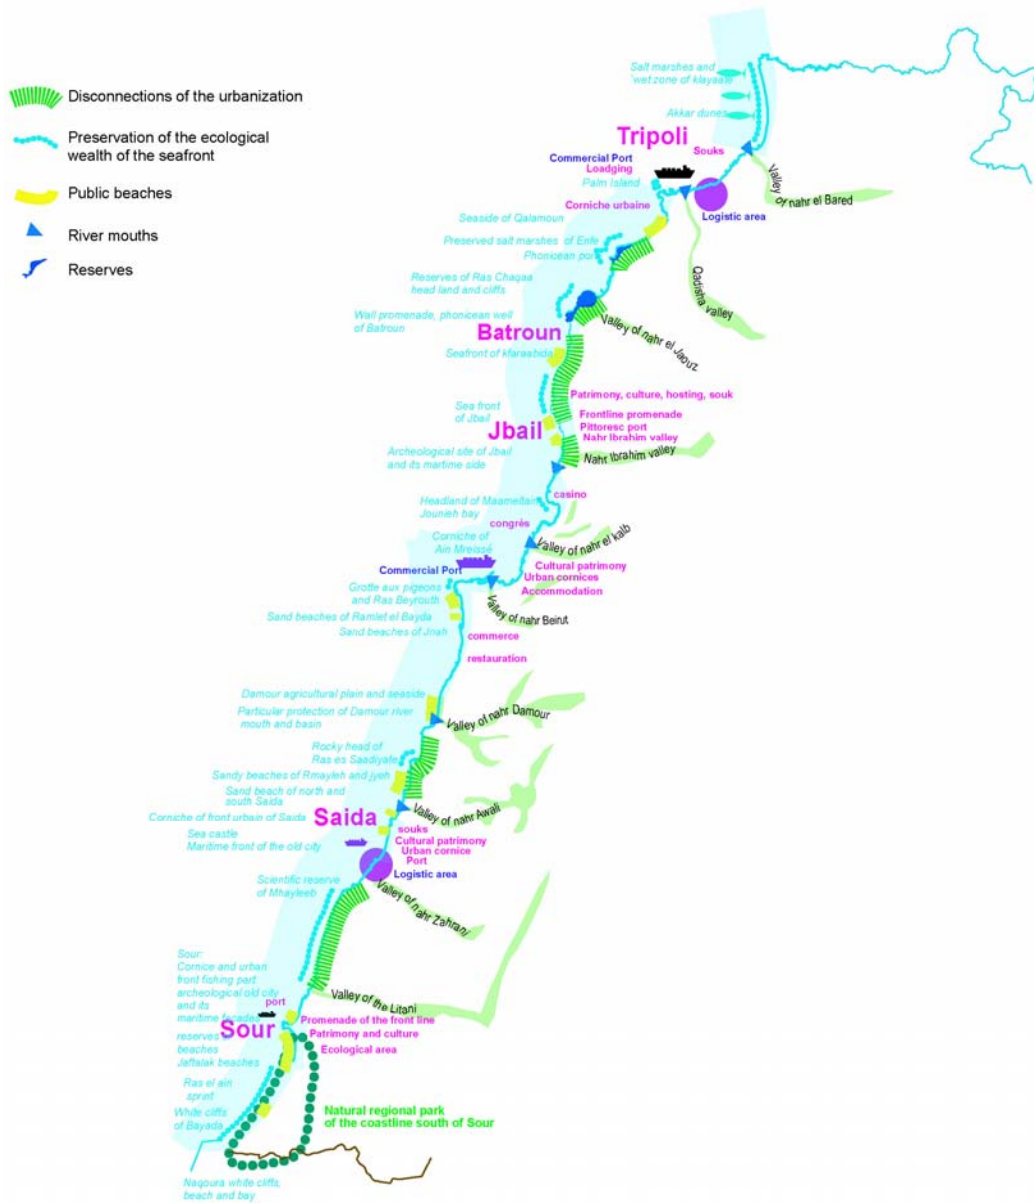 Disconnections of the urbanization
Preservation of the ecological
wealth of the seafront
Public beaches
River mouths
Reserves
Salt marshes and
'wet zone of klayaate
Akkar dunes
Tripoli
Souks
Commercial Port
Loadging
Palm Island
Corniche urbaine
Logistic area
Valley of nahr el Bared
Seaside of Qalamoun
Preserved salt marshes of Enfe
Phonicean port
Qadisha valley
Reserves of Ras Chaqaa
head land and cliffs
Wall promenade, phonicean well
of Batroun
Batroun
Valley of nahr el Jaouz
Seafront of kfaraabida
Patrimony, culture, hosting, souk
Sea front
of Jbail
Jbail
Frontline promenade
Pittoresc port
Nahr Ibrahim valley
Nahr Ibrahim valley
Archeological site of Jbail
and its martime side
casino
Headland of Maameltain
Jounieh bay
congrès
Corniche of
Ain Mreissé
Valley of nahr el kalb
Commercial Port
Cultural patrimony
Urban cornices
Accommodation
Grotte aux pigeons
and Ras Beyrouth
Sand beaches of Ramlet el Bayda
Valley of nahr Beirut
Sand beaches of Jnah
commerce
restauration
Damour agricultural plain and seaside
Particular protection of Damour river
mouth and basin
Valley of nahr Damour
Rocky head of
Ras es Saadiyate
Sandy beaches of Rmayleh and jyeh
Sand beach of north and
south Saida
Valley of nahr Awali
Corniche of front urbain of Saida
Saida
souks
Sea castle
Maritime front of the old city
Cultural patrimony
Urban cornice
Port
Logistic area
Scientific reserve
of Mhayleeb
Valley of nahr Zahrani
Sour:
Cornice and urban
front fishing part
archeological old city
and its
maritime façades
Valley of the Litani
port
Sour
Promenade of the front line
Patrimony and culture
Ecological area
reserves
beaches
Jaftalak beaches
Ras el ain
sprint
White cliffs
of Bayada
Natural regional park
of the coastline south of Sour
Naqoura white cliffs,
beach and bay